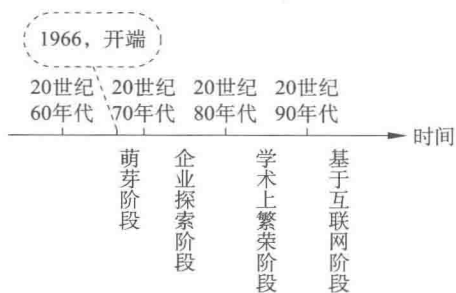 1966，开端
20世纪 20世纪 20世纪 20世纪
60年代 70年代 80年代 90年代
时间
萌芽阶段
企业探索阶段
学术上繁荣阶段
基于互联网阶段